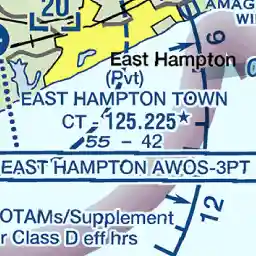 20
AMAG
WI
6
East Hampton
(Pvt)
EAST HAMPTON TOWN
CT - 125.225*
55 - 42
EAST HAMPTON AWOS-3PT
OTAMs/Supplement
r Class D eff hrs
12